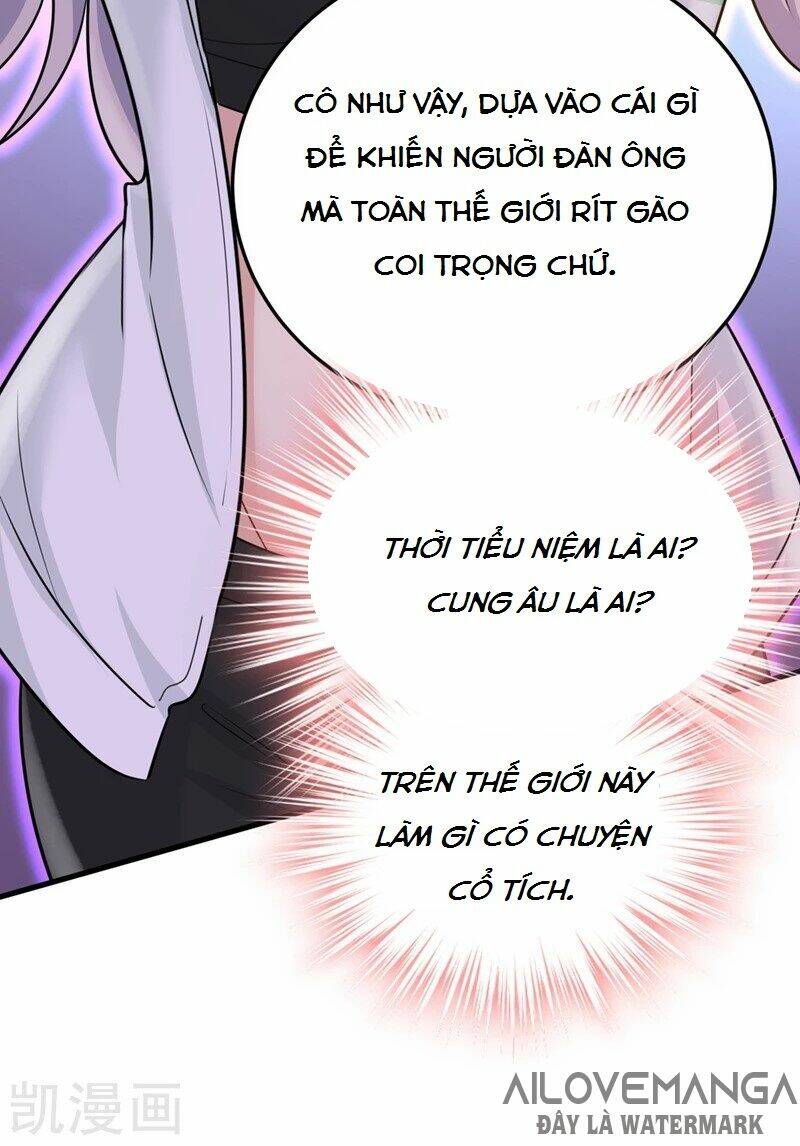 CÔ NHƯ VẬY, DỰA VÀO CÁI GÌ
ĐỂ KHIẾN NGƯỜI ĐÀN ÔNG
MÀ TOÀN THẾ GIỚI RÍT GÀO
COI TRỌNG CHỨ.
THỜI TIỂU NIỆM LÀ AI?
CUNG ÂU LÀ AI?
TRÊN THẾ GIỚI NÀY
LÀM GÌ CÓ CHUYỆN
CỔ TÍCH.
凯漫画
AILOVEMANGA
ĐÂY LÀ WATERMARK